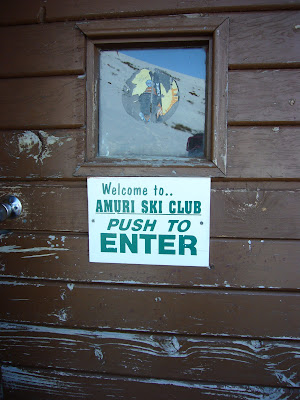 Welcome to..
AMURI SKI CLUB
PUSH TO
ENTER